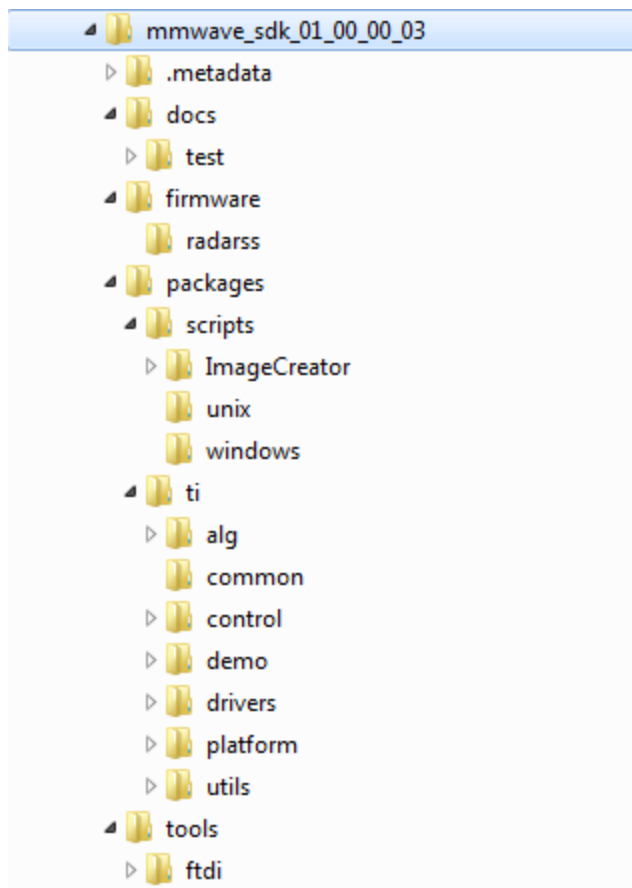 mmwave_sdk_01_00_00_03
.metadata
docs
test
firmware
radarss
packages
scripts
ImageCreator
unix
windows
ti
alg
common
control
demo
drivers
platform
utils
tools
ftdi